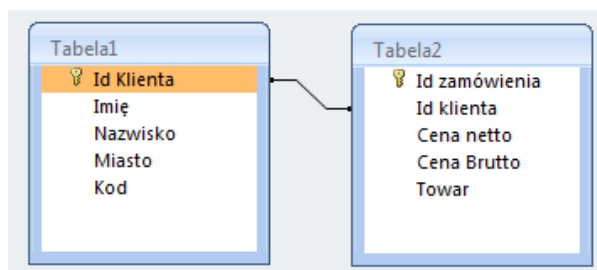 Tabela1
Id Klienta
Imię
Nazwisko
Miasto
Kod
Tabela2
Id zamówienia
Id klienta
Cena netto
Cena Brutto
Towar